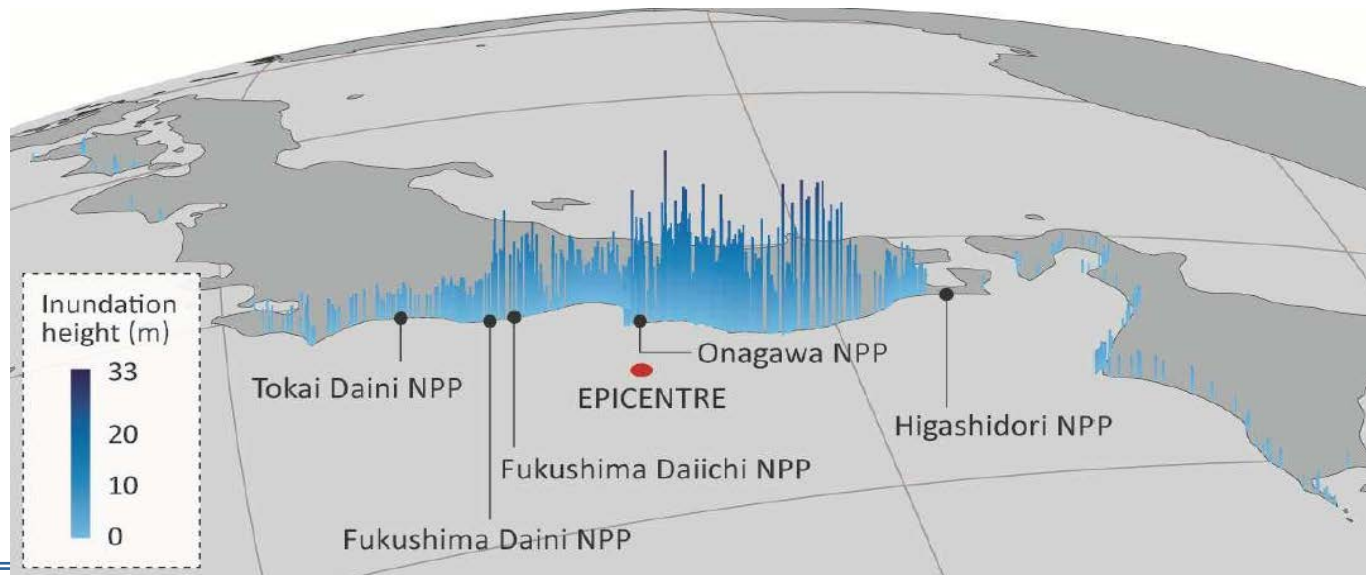 Inundation
height (m)
33
20
10
0
Tokai Daini NPP
Onagawa NPP
EPICENTRE
Higashidori NPP
Fukushima Daiichi NPP
Fukushima Daini NPP